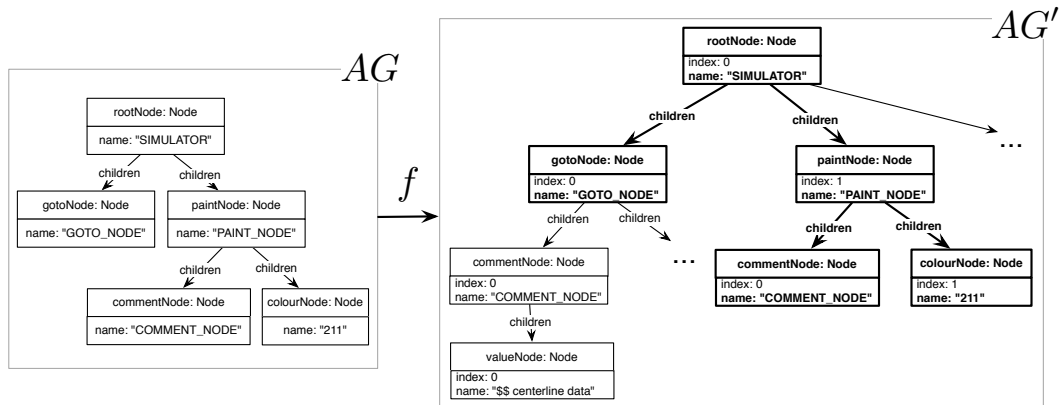 AG
rootNode: Node
name: "SIMULATOR"
children
children
gotoNode: Node
name: "GOTO_NODE"
paintNode: Node
name: "PAINT_NODE"
children
children
commentNode: Node
name: "COMMENT_NODE"
colourNode: Node
name: "211"
f
AG′
rootNode: Node
index: 0
name: "SIMULATOR"
children
children
...
gotoNode: Node
index: 0
name: "GOTO_NODE"
paintNode: Node
index: 1
name: "PAINT_NODE"
children
children
children
children
...
commentNode: Node
index: 0
name: "COMMENT_NODE"
commentNode: Node
index: 0
name: "COMMENT_NODE"
colourNode: Node
index: 1
name: "211"
children
valueNode: Node
index: 0
name: "$$ centerline data"